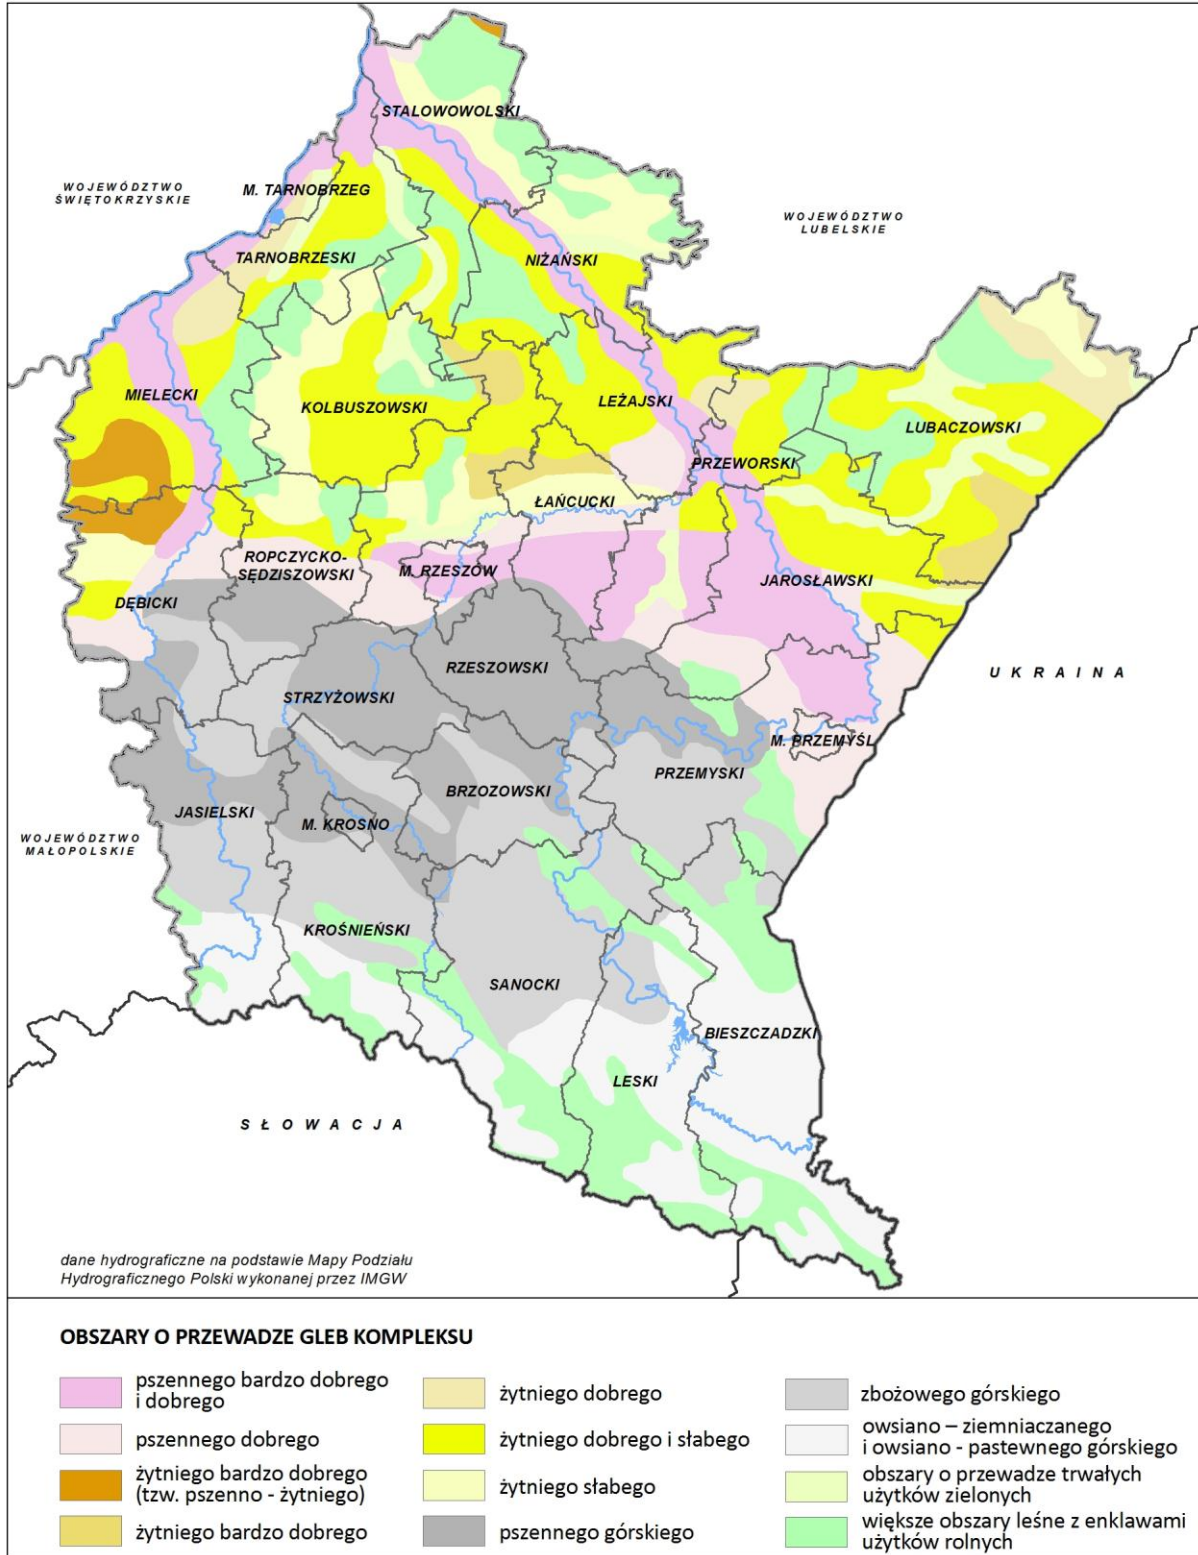 STALOWOWOLSKI
WOJEWÓDZTWO
ŚWIĘTOKRZYSKIE
M. TARNOBRZEG
WOJEWÓDZTWO
LUBELSKIE
TARNOBRZESKI
NIŻAŃSKI
MIELECKI
KOLBUSZOWSKI
LEŻAJSKI
LUBACZOWSKI
PRZEWORSKI
ŁAŃCUCKI
ROPCZYCKO-
SĘDZISZOWSKI
M. RZESZÓW
JAROSŁAWSKI
DĘBICKI
RZESZOWSKI
UKRAINA
STRZYŻOWSKI
M. PRZEMYŚL
PRZEMYSKI
BRZOZOWSKI
JASIELSKI
M. KROSNO
WOJEWÓDZTWO
MAŁOPOLSKIE
KROŚNIEŃSKI
SANOCKI
BIESZCZADZKI
LESKI
SŁOWACJA
dane hydrograficzne na podstawie Mapy Podziału
Hydrograficznego Polski wykonanej przez IMGW
OBSZARY O PRZEWADZE GLEB KOMPLEKSU
pszennego bardzo dobrego
i dobrego
pszennego dobrego
żytniego bardzo dobrego
(tzw. pszenno - żytniego)
żytniego bardzo dobrego
żytniego dobrego
żytniego dobrego i słabego
żytniego słabego
pszennego górskiego
zbożowego górskiego
owsiano – ziemniaczanego
i owsiano - pastewnego górskiego
obszary o przewadze trwałych
użytków zielonych
większe obszary leśne z enklawami
użytków rolnych